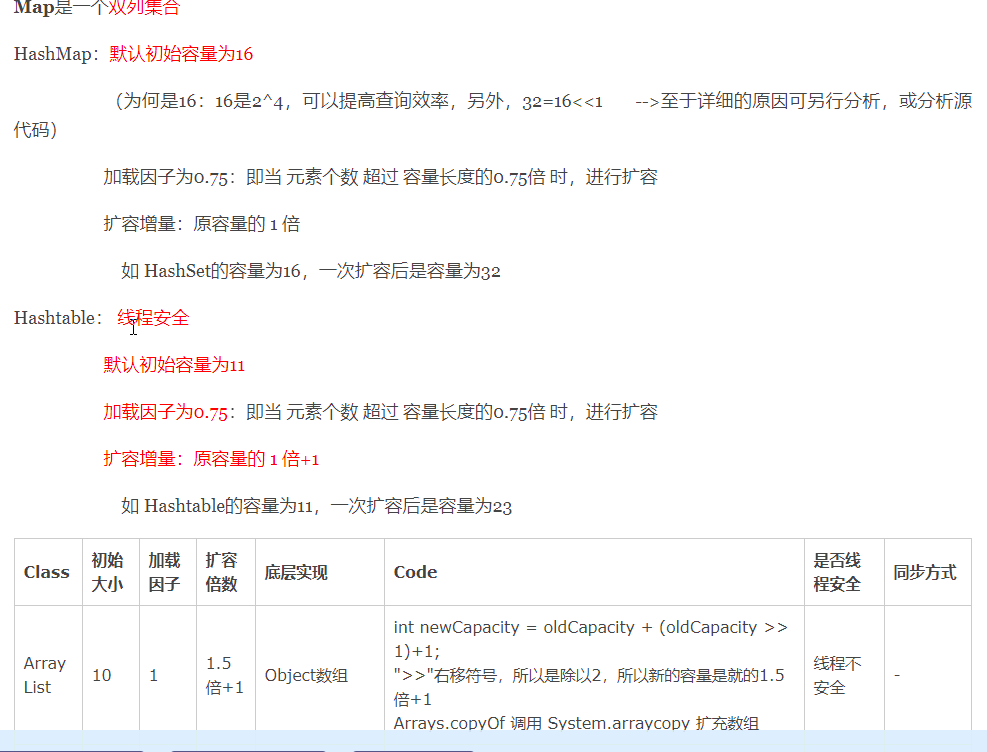 Map是一个双列集合
HashMap：默认初始容量为16
（为何是16：16是2^4，可以提高查询效率，另外，32=16<<1 -->至于详细的原因可另行分析，或分析源
代码）
加载因子为0.75：即当 元素个数 超过 容量长度的0.75倍 时，进行扩容
扩容增量：原容量的 1 倍
如 HashSet的容量为16，一次扩容后是容量为32
Hashtable： 线程安全
默认初始容量为11
加载因子为0.75：即当 元素个数 超过 容量长度的0.75倍 时，进行扩容
扩容增量：原容量的 1 倍+1
如 Hashtable的容量为11，一次扩容后是容量为23
Class
初始
大小
加载
因子
扩容
倍数
底层实现
Code
是否线
程安全
同步方式
Array
List
10
1
1.5
倍+1
Object数组
int newCapacity = oldCapacity + (oldCapacity >>
1)+1;
">>"右移符号，所以是除以2，所以新的容量是就的1.5
倍+1
Arrays.copyOf 调用 System.arraycopy 扩充数组
线程不
安全
-